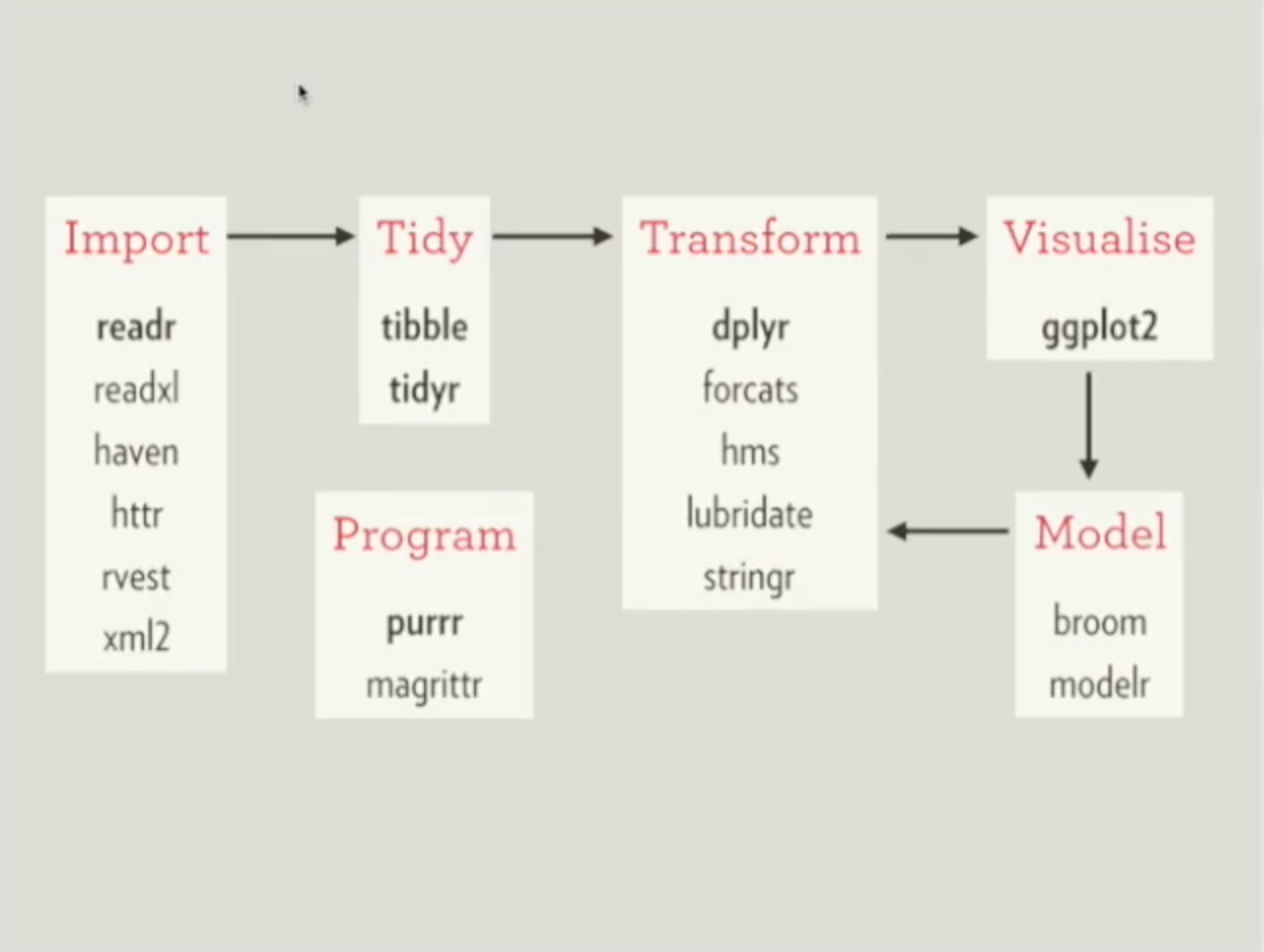 Import
readr
readxl
haven
httr
rvest
xml2
Tidy
tibble
tidyr
Program
purrr
magrittr
Transform
dplyr
forcats
hms
lubridate
stringr
Visualise
ggplot2
Model
broom
modelr